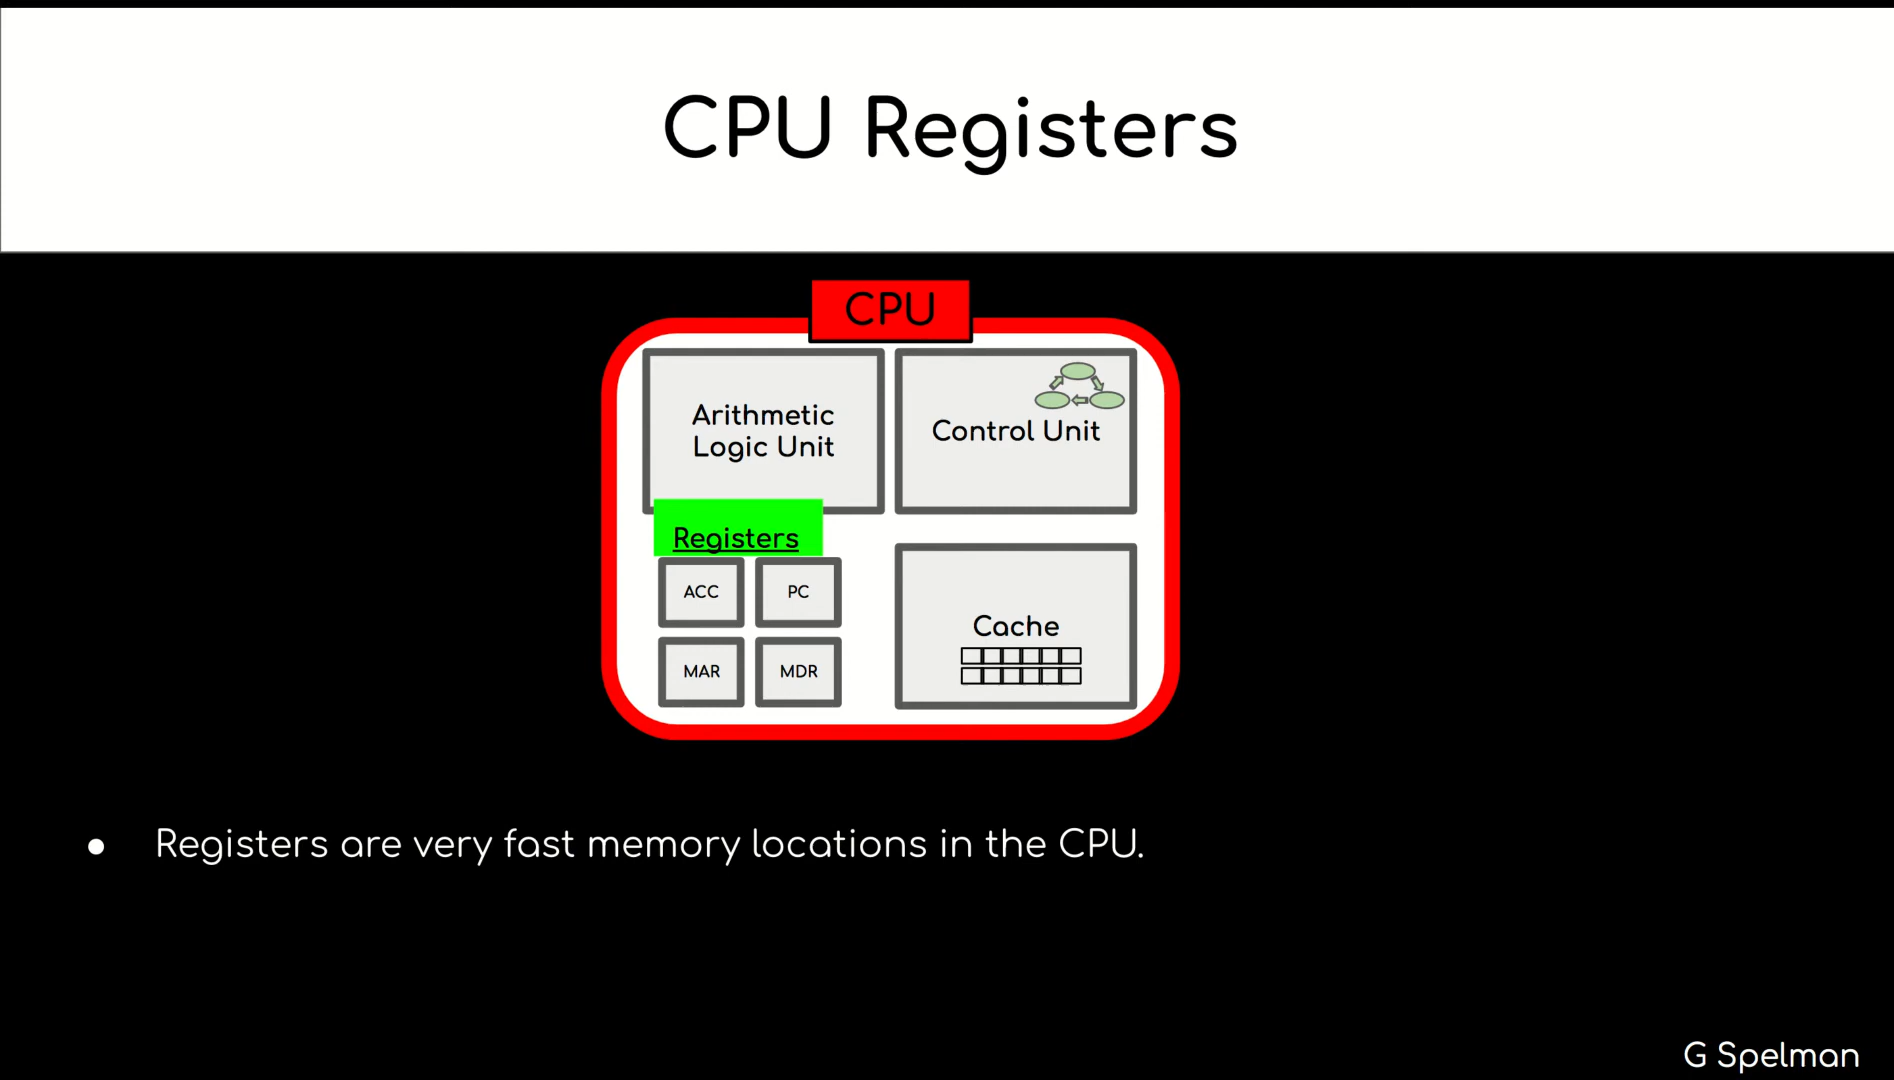 CPU Registers
CPU
Arithmetic
Logic Unit
Control Unit
Registers
ACC
PC
MAR
MDR
Cache
● Registers are very fast memory locations in the CPU.
G Spelman